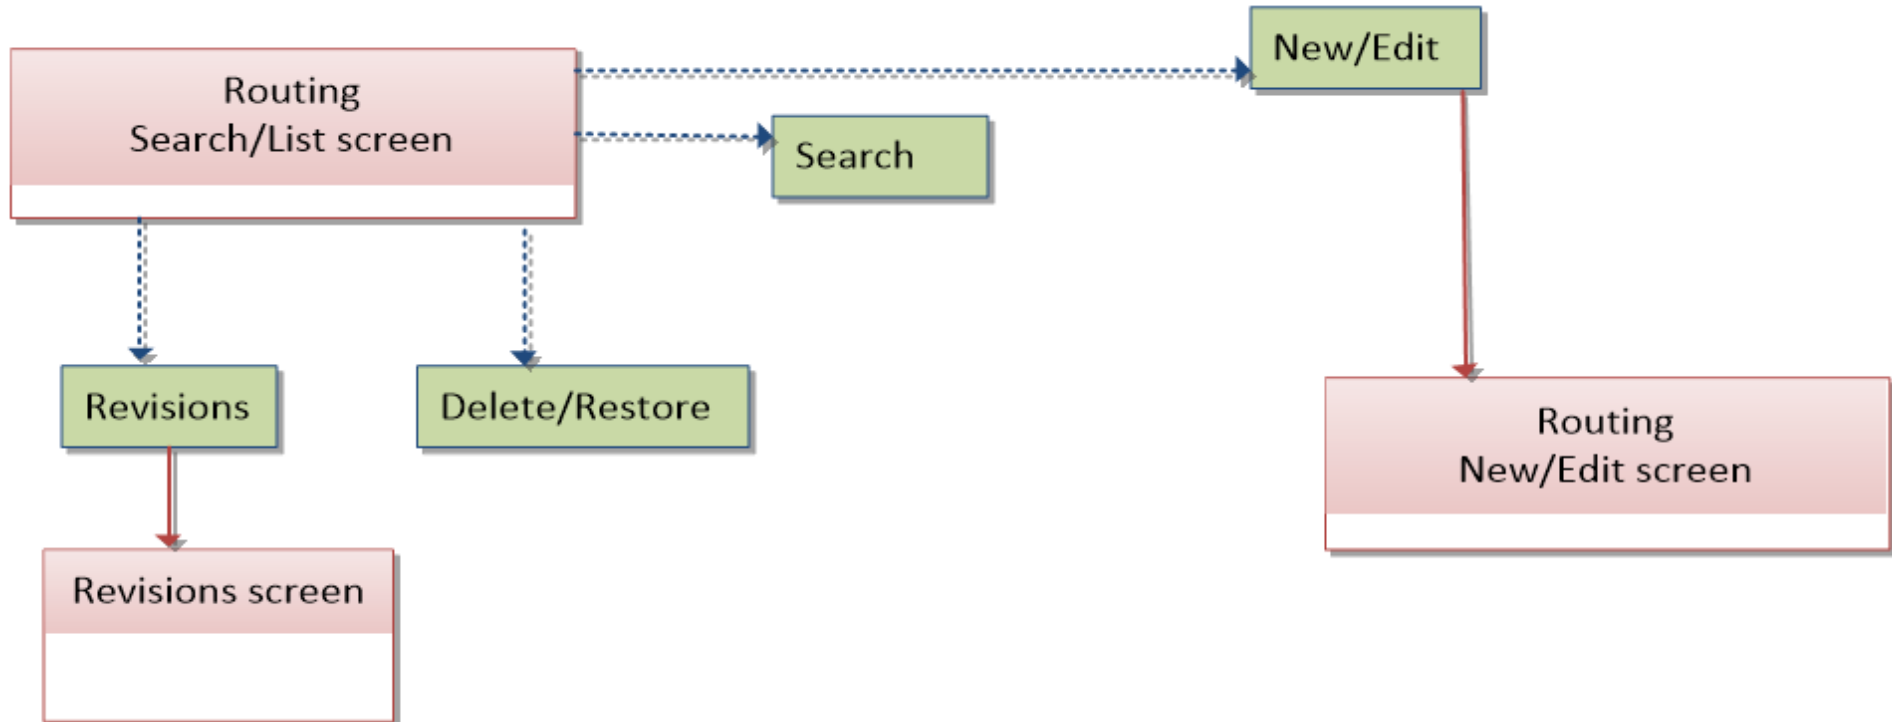 New/Edit
Routing
Search/List screen
Search
Revisions
Delete/Restore
Routing
New/Edit screen
Revisions screen